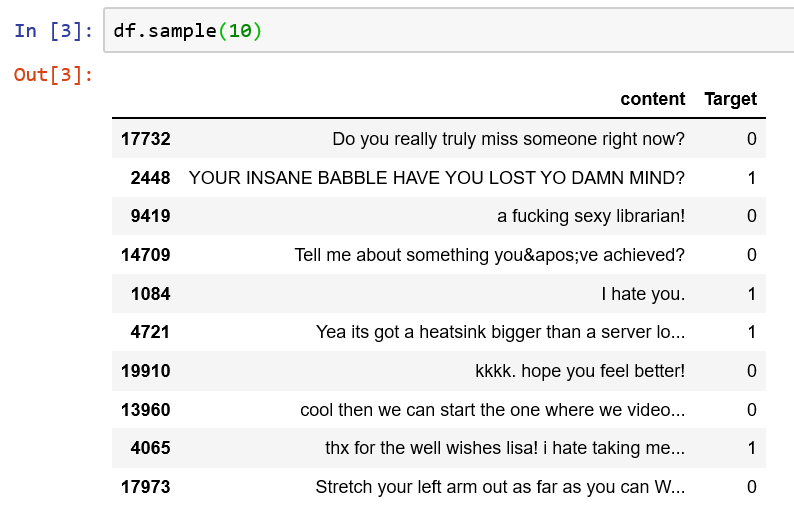 In [3]: df.sample(10)
Out[3]:
content Target
17732 Do you really truly miss someone right now? 0
2448 YOUR INSANE BABBLE HAVE YOU LOST YO DAMN MIND? 1
9419 a fucking sexy librarian! 0
14709 Tell me about something you&apos;ve achieved? 0
1084 I hate you. 1
4721 Yea its got a heatsink bigger than a server lo... 1
19910 kkkk. hope you feel better! 0
13960 cool then we can start the one where we video... 0
4065 thx for the well wishes lisa! i hate taking me... 1
17973 Stretch your left arm out as far as you can W... 0